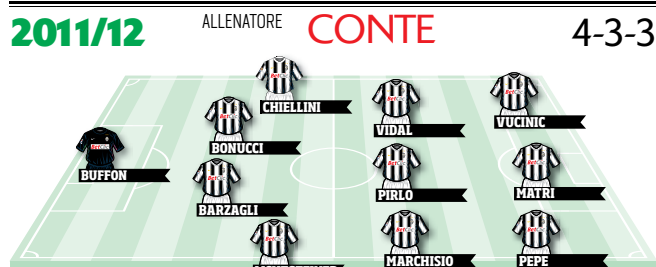 2011/12 ALLENATORE CONTE 4-3-3
CHIELLINI
VIDAL
VUCINIC
BONUCCI
BUFFON
PIRLO
MATRI
BARZAGLI
MARCHISIO
PEPE